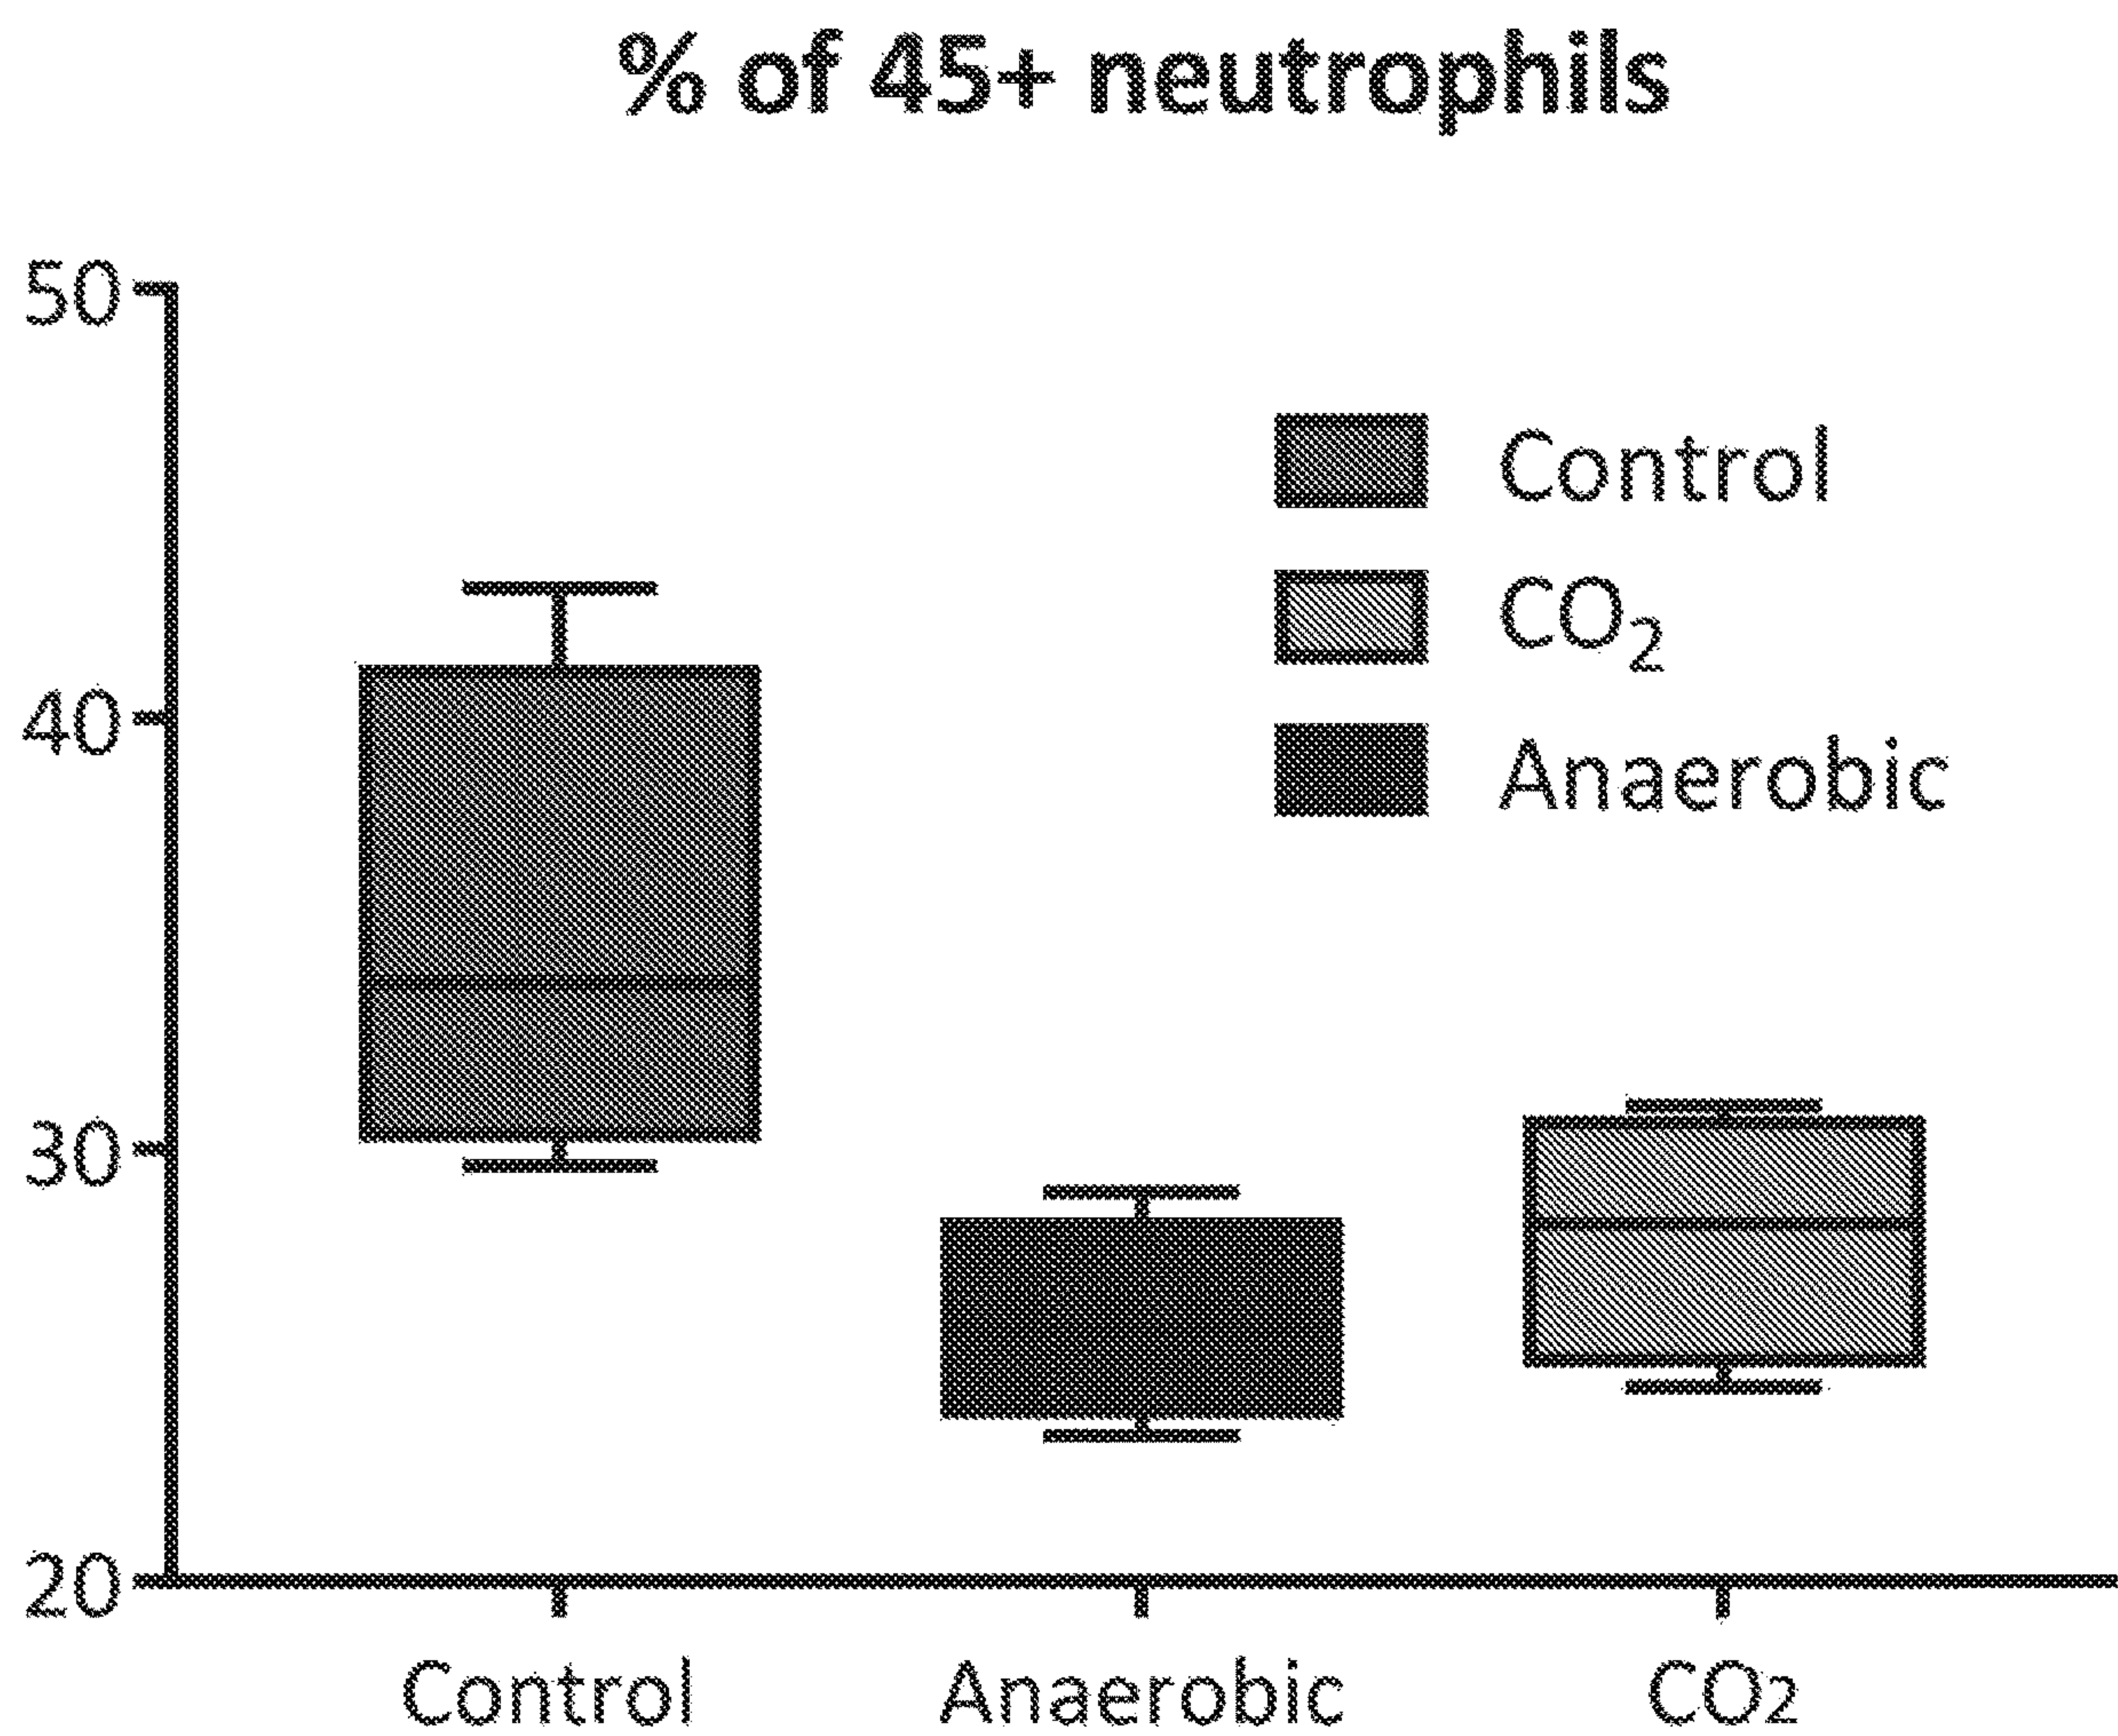 % of 45+ neutrophils
50
40
30
20
Control
CO₂
Anaerobic
Control
Anaerobic
CO2